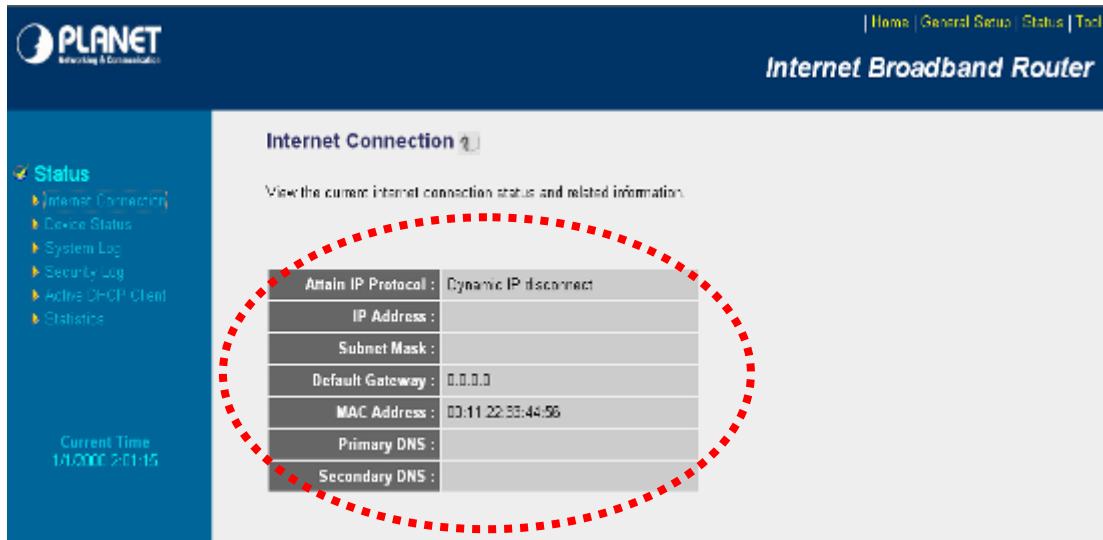 PLANET
Networking & Communication
| Home | General Setup | Status | Tool
Internet Broadband Router
Status
Internet Connection
Device Status
System Log
Security Log
Active DHCP Client
Statistics
Current Time
1/1/2000 2:01:15
Internet Connection
View the current internet connection status and related information.
Attain IP Protocol : Dynamic IP disconnect
IP Address :
Subnet Mask :
Default Gateway : 0.0.0.0
MAC Address : 00:11:22:33:44:56
Primary DNS :
Secondary DNS :